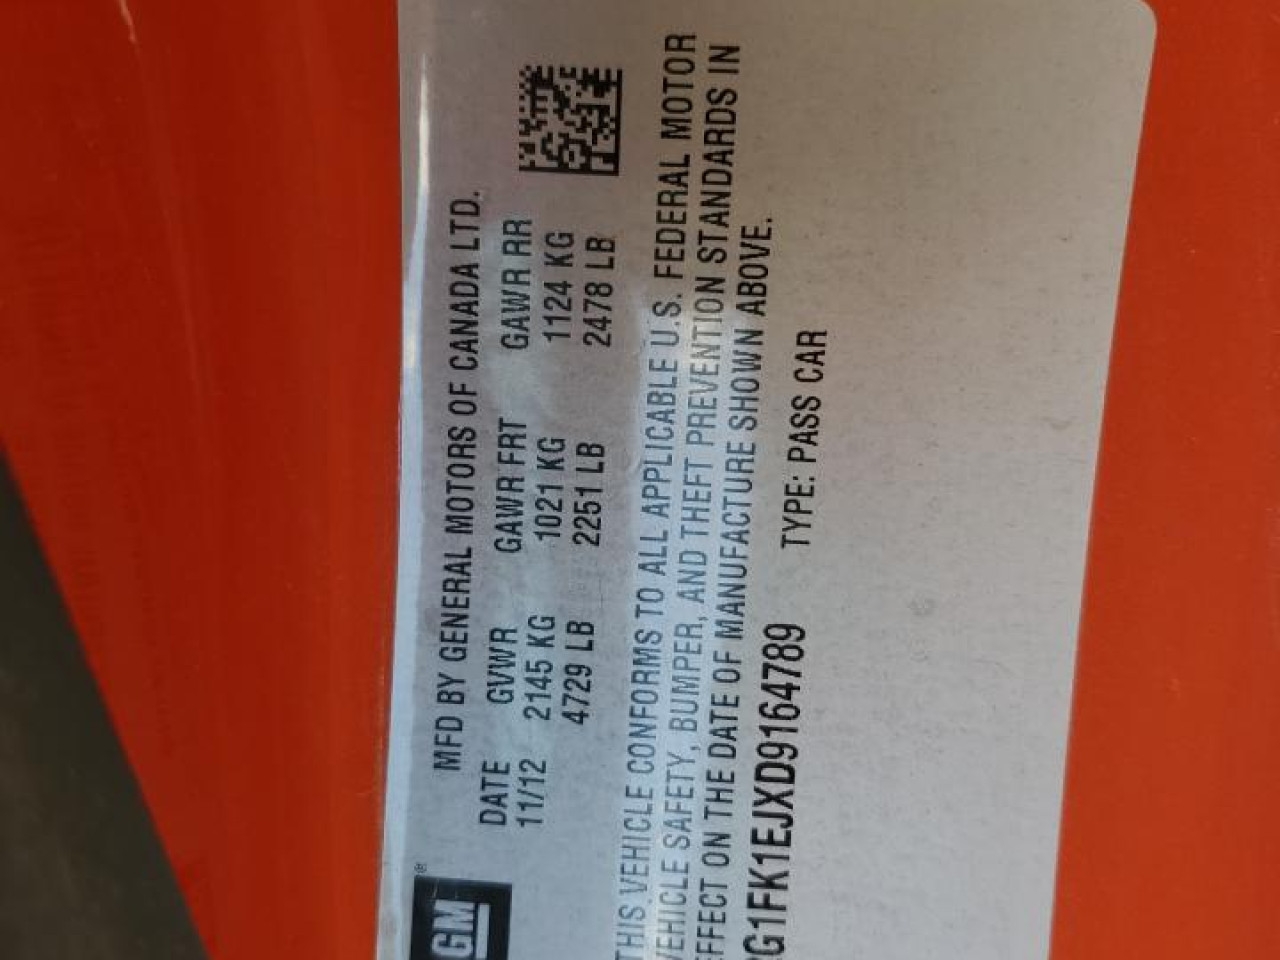 GM®
MFD BY GENERAL MOTORS OF CANADA LTD.
DATE GVWR GAWR FRT GAWR RR
11/12 2145 KG 1021 KG 1124 KG
4729 LB 2251 LB 2478 LB
THIS VEHICLE CONFORMS TO ALL APPLICABLE U.S. FEDERAL MOTOR
VEHICLE SAFETY, BUMPER, AND THEFT PREVENTION STANDARDS IN
EFFECT ON THE DATE OF MANUFACTURE SHOWN ABOVE.
G1FK1EJXD9164789 TYPE: PASS CAR